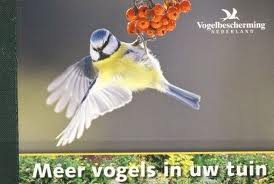 Vogelbescherming
NEDERLAND
Meer vogels in uw tuin